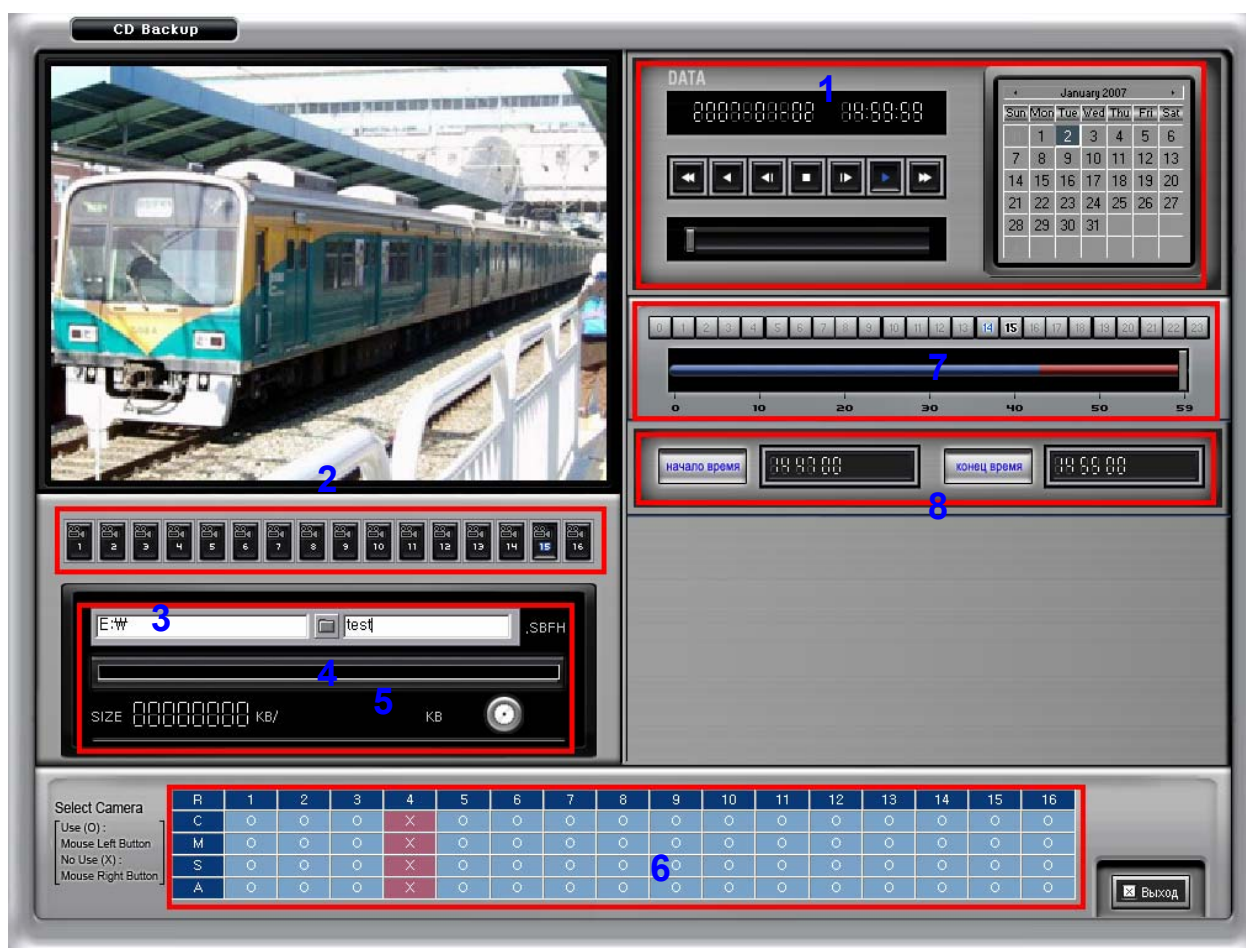 CD Backup
DATA
1
January 2007
Sun Mon Tue Wed Thu Fri Sat
1 2 3 4 5 6
7 8 9 10 11 12 13
14 15 16 17 18 19 20
21 22 23 24 25 26 27
28 29 30 31
0 1 2 3 4 5 6 7 8 9 10 11 12 13 14 15 16 17 18 19 20 21 22 23
7
0 10 20 30 40 50 59
начало время
конец время
8
2
1 2 3 4 5 6 7 8 9 10 11 12 13 14 15 16
E:₩ 3 test .SBFH
4
5
SIZE 00000000 KB/ KB
Select Camera
Use (O) :
Mouse Left Button
No Use (X) :
Mouse Right Button
R 1 2 3 4 5 6 7 8 9 10 11 12 13 14 15 16
C O O O X O O O O O O O O O O O O
M O O O X O O O O O O O O O O O O
S O O O X O O O O O O O O O O O O
A O O O X O O O O O O O O O O O O
6
Выход